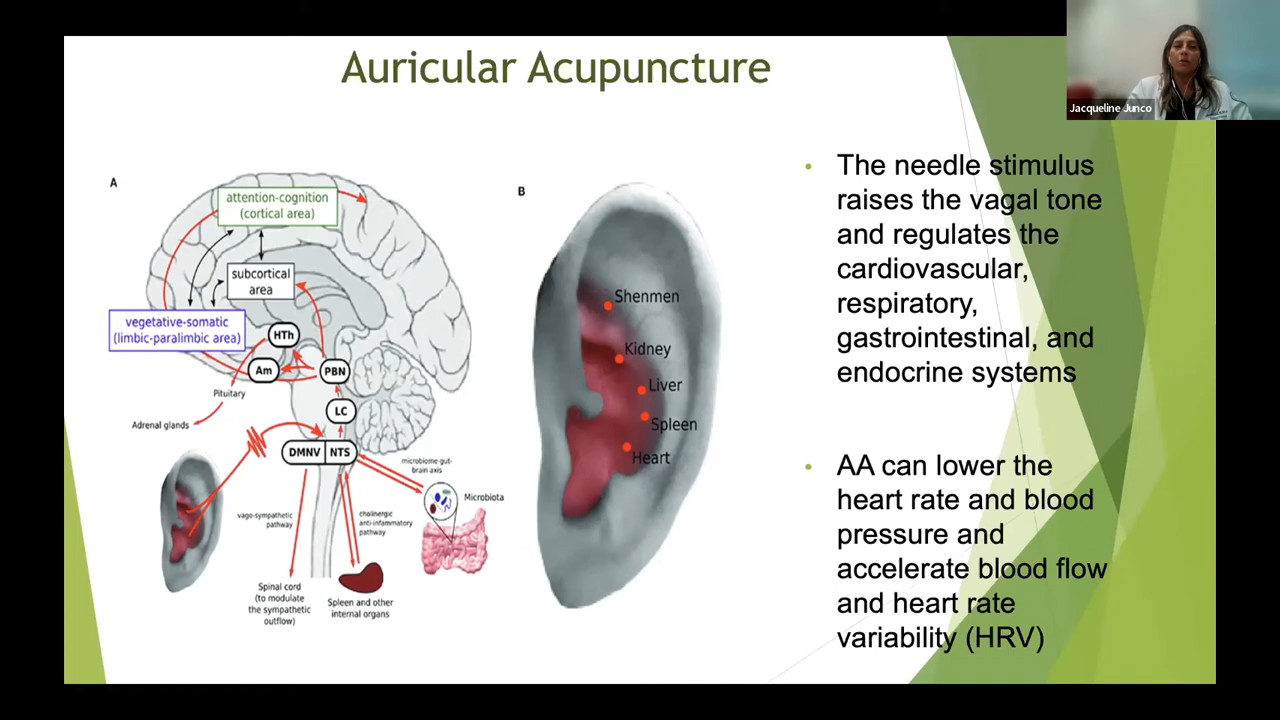 Auricular Acupuncture
Jacqueline Junco
A
attention-cognition
(cortical area)
subcortical
area
vegetative-somatic
(limbic-paralimbic area)
HTh
Am
PBN
Pituitary
LC
Adrenal glands
DMNV
NTS
microbiome-gut-
brain axis
Microbiota
vago-sympathetic
pathway
cholinergic
anti-inflammatory
pathway
Spinal cord
(to modulate
the sympathetic
outflow)
Spleen and other
internal organs
B
Shenmen
Kidney
Liver
Spleen
Heart
• The needle stimulus
raises the vagal tone
and regulates the
cardiovascular,
respiratory,
gastrointestinal, and
endocrine systems
• AA can lower the
heart rate and blood
pressure and
accelerate blood flow
and heart rate
variability (HRV)